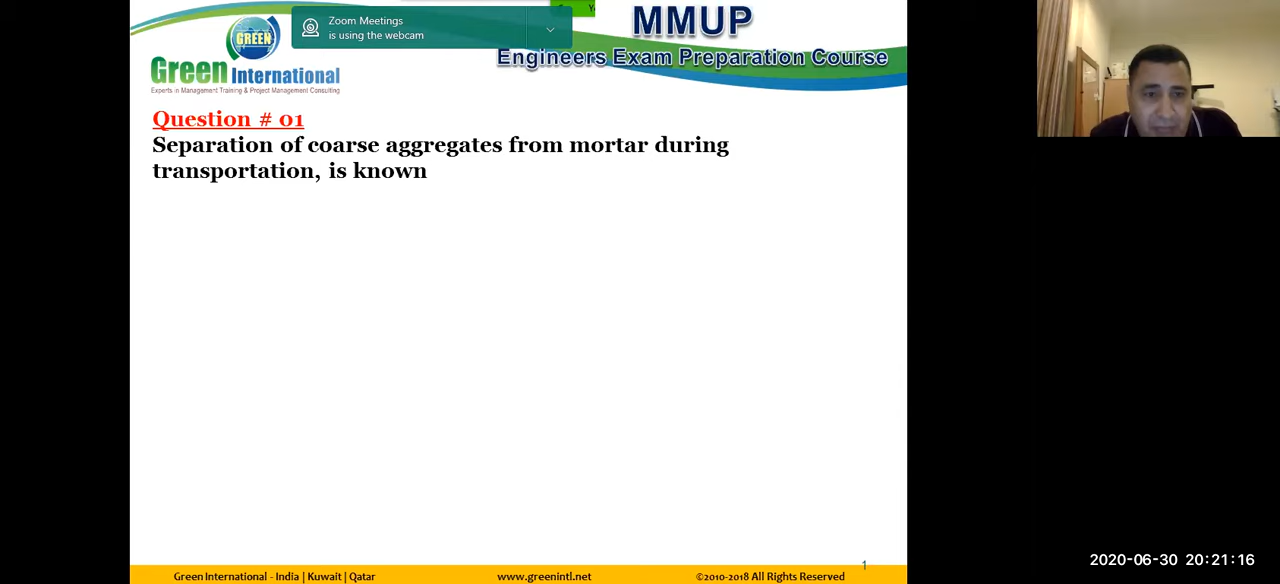 Zoom Meetings
is using the webcam
MMUP
Engineers Exam Preparation Course
GREEN
Green International
Experts in Management Training & Project Management Consulting
Question # 01
Separation of coarse aggregates from mortar during
transportation, is known
1
2020-06-30 20:21:16
Green International - India | Kuwait | Qatar
www.greenintl.net
©2010-2018 All Rights Reserved